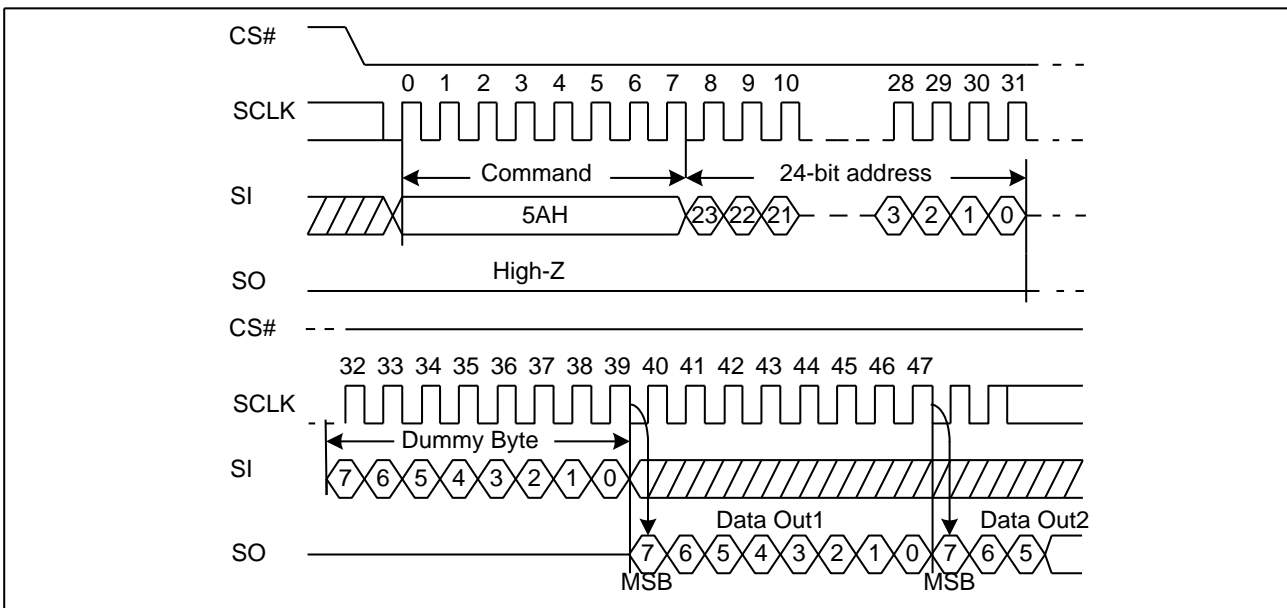 CS#
0 1 2 3 4 5 6 7 8 9 10 28 29 30 31
SCLK
Command 24-bit address
SI
5AH 23 22 21 3 2 1 0
High-Z
SO
CS#
32 33 34 35 36 37 38 39 40 41 42 43 44 45 46 47
SCLK
Dummy Byte
SI
7 6 5 4 3 2 1 0
Data Out1 Data Out2
SO
7 6 5 4 3 2 1 0 7 6 5
MSB MSB